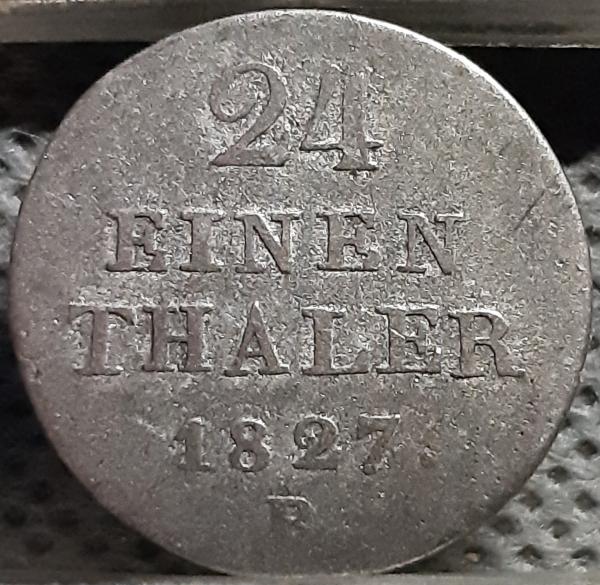 24
EINEN
THALER
1827
B